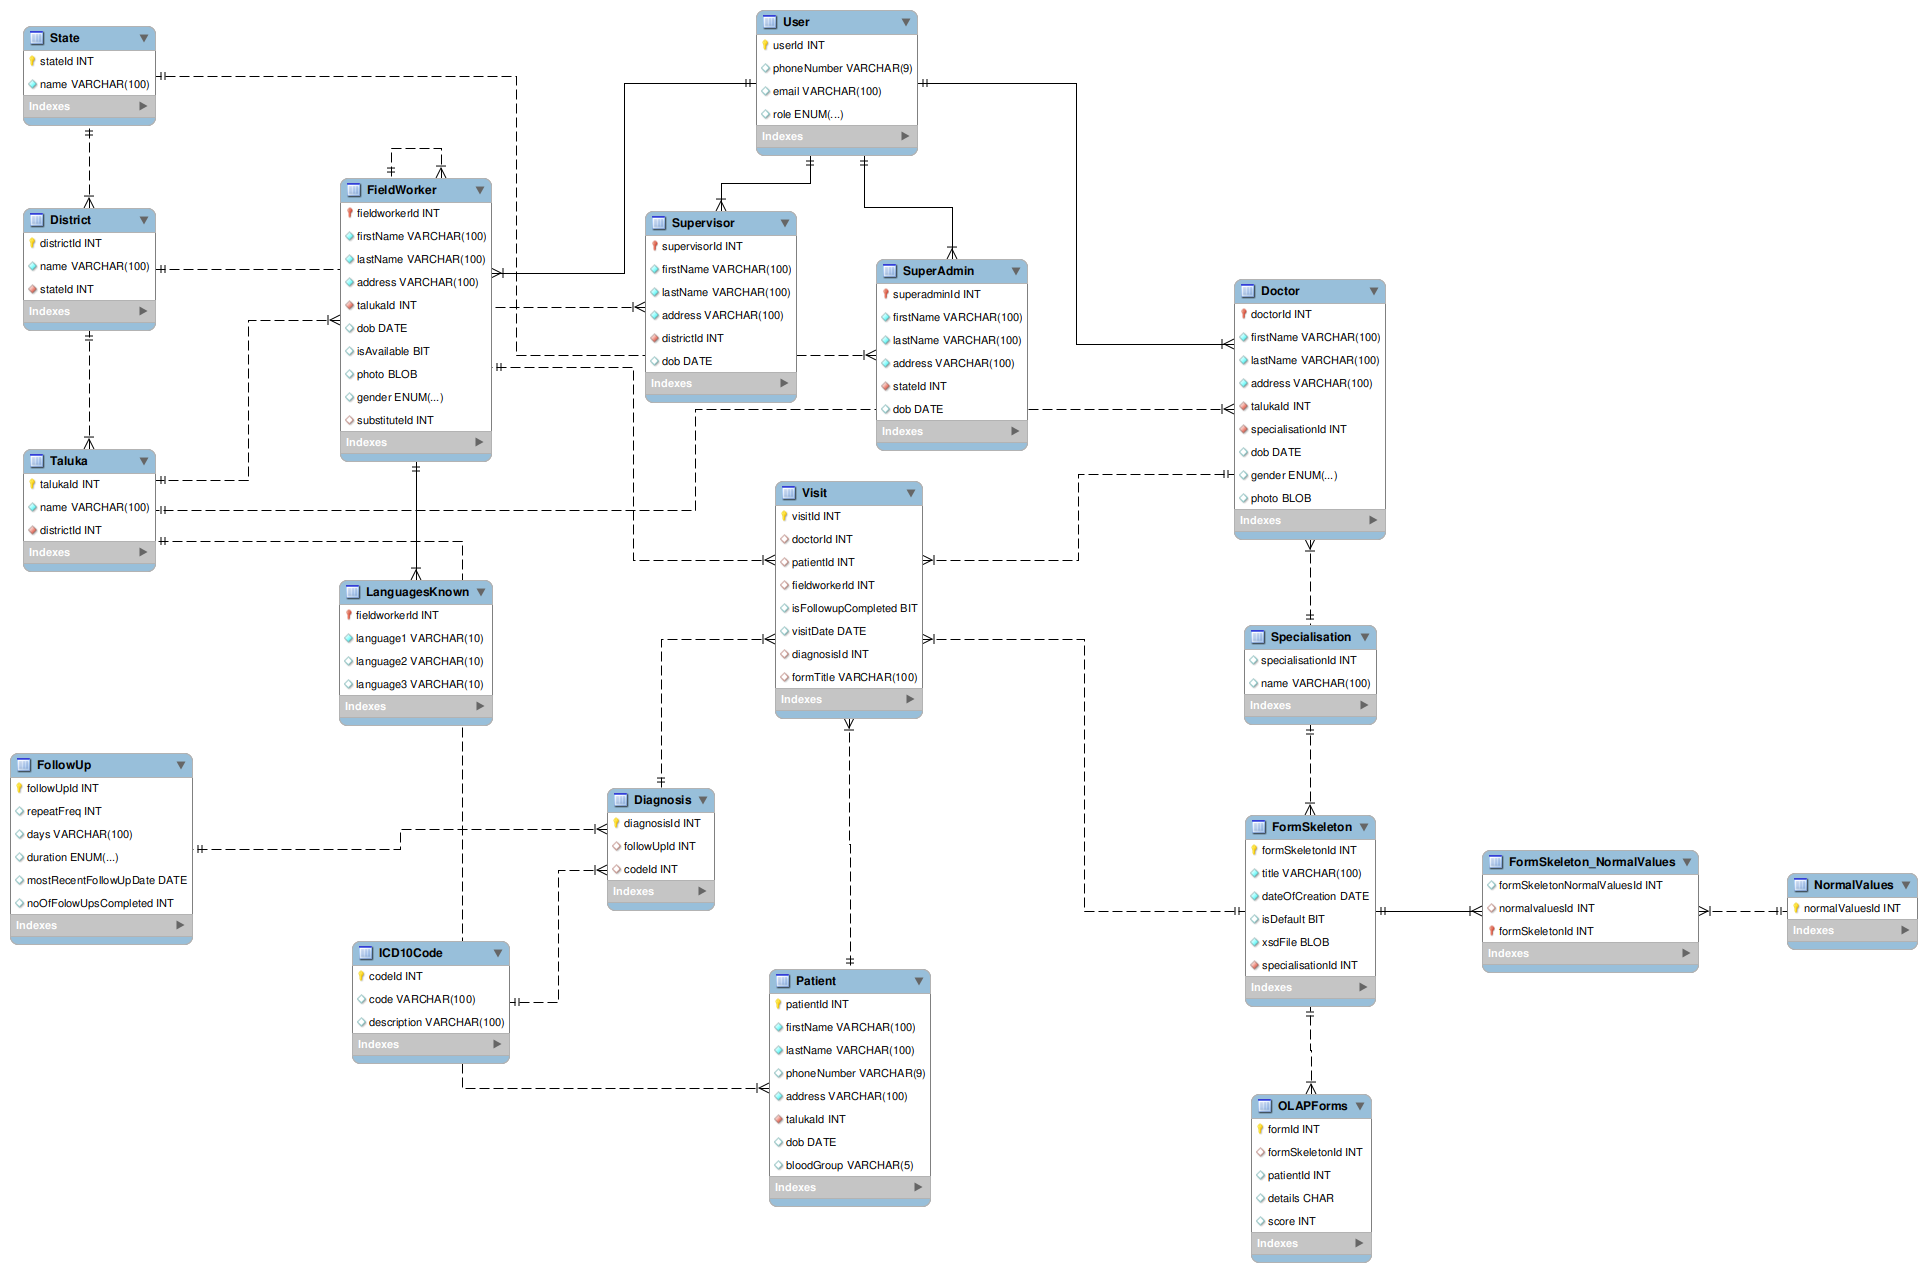 State
stateId INT
name VARCHAR(100)
Indexes
District
districtId INT
name VARCHAR(100)
stateId INT
Indexes
Taluka
talukaId INT
name VARCHAR(100)
districtId INT
Indexes
FieldWorker
fieldworkerId INT
firstName VARCHAR(100)
lastName VARCHAR(100)
address VARCHAR(100)
talukaId INT
dob DATE
isAvailable BIT
photo BLOB
gender ENUM(...)
substituteId INT
Indexes
User
userId INT
phoneNumber VARCHAR(9)
email VARCHAR(100)
role ENUM(...)
Indexes
Supervisor
supervisorId INT
firstName VARCHAR(100)
lastName VARCHAR(100)
address VARCHAR(100)
districtId INT
dob DATE
Indexes
SuperAdmin
superadminId INT
firstName VARCHAR(100)
lastName VARCHAR(100)
address VARCHAR(100)
stateId INT
dob DATE
Indexes
Doctor
doctorId INT
firstName VARCHAR(100)
lastName VARCHAR(100)
address VARCHAR(100)
talukaId INT
specialisationId INT
dob DATE
gender ENUM(...)
photo BLOB
Indexes
Visit
visitId INT
doctorId INT
patientId INT
fieldworkerId INT
isFollowupCompleted BIT
visitDate DATE
diagnosisId INT
formTitle VARCHAR(100)
Indexes
LanguagesKnown
fieldworkerId INT
language1 VARCHAR(10)
language2 VARCHAR(10)
language3 VARCHAR(10)
Indexes
Specialisation
specialisationId INT
name VARCHAR(100)
Indexes
FollowUp
followUpId INT
repeatFreq INT
days VARCHAR(100)
duration ENUM(...)
mostRecentFollowUpDate DATE
noOfFolowUpsCompleted INT
Indexes
Diagnosis
diagnosisId INT
followUpId INT
codeId INT
Indexes
ICD10Code
codeId INT
code VARCHAR(100)
description VARCHAR(100)
Indexes
Patient
patientId INT
firstName VARCHAR(100)
lastName VARCHAR(100)
phoneNumber VARCHAR(9)
address VARCHAR(100)
talukaId INT
dob DATE
bloodGroup VARCHAR(5)
Indexes
FormSkeleton
formSkeletonId INT
title VARCHAR(100)
dateOfCreation DATE
isDefault BIT
xsdFile BLOB
specialisationId INT
Indexes
FormSkeleton_NormalValues
formSkeletonNormalValuesId INT
normalvaluesId INT
formSkeletonId INT
Indexes
NormalValues
normalValuesId INT
Indexes
OLAPForms
formId INT
formSkeletonId INT
patientId INT
details CHAR
score INT
Indexes